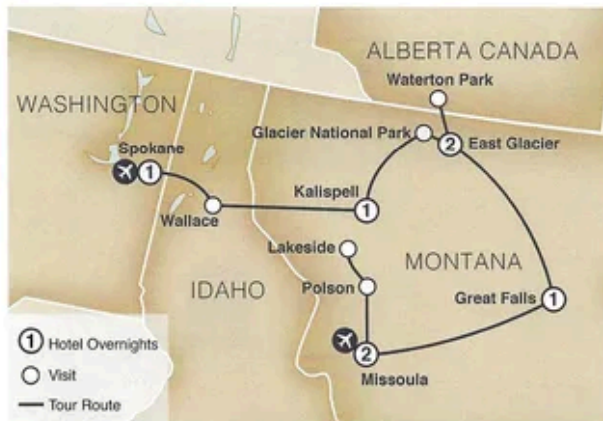 ALBERTA CANADA
Waterton Park
WASHINGTON
Glacier National Park
2
East Glacier
Spokane
1
Kalispell
1
Wallace
Lakeside
MONTANA
IDAHO
Polson
Great Falls
1
2
Missoula
1 Hotel Overnights
Visit
Tour Route